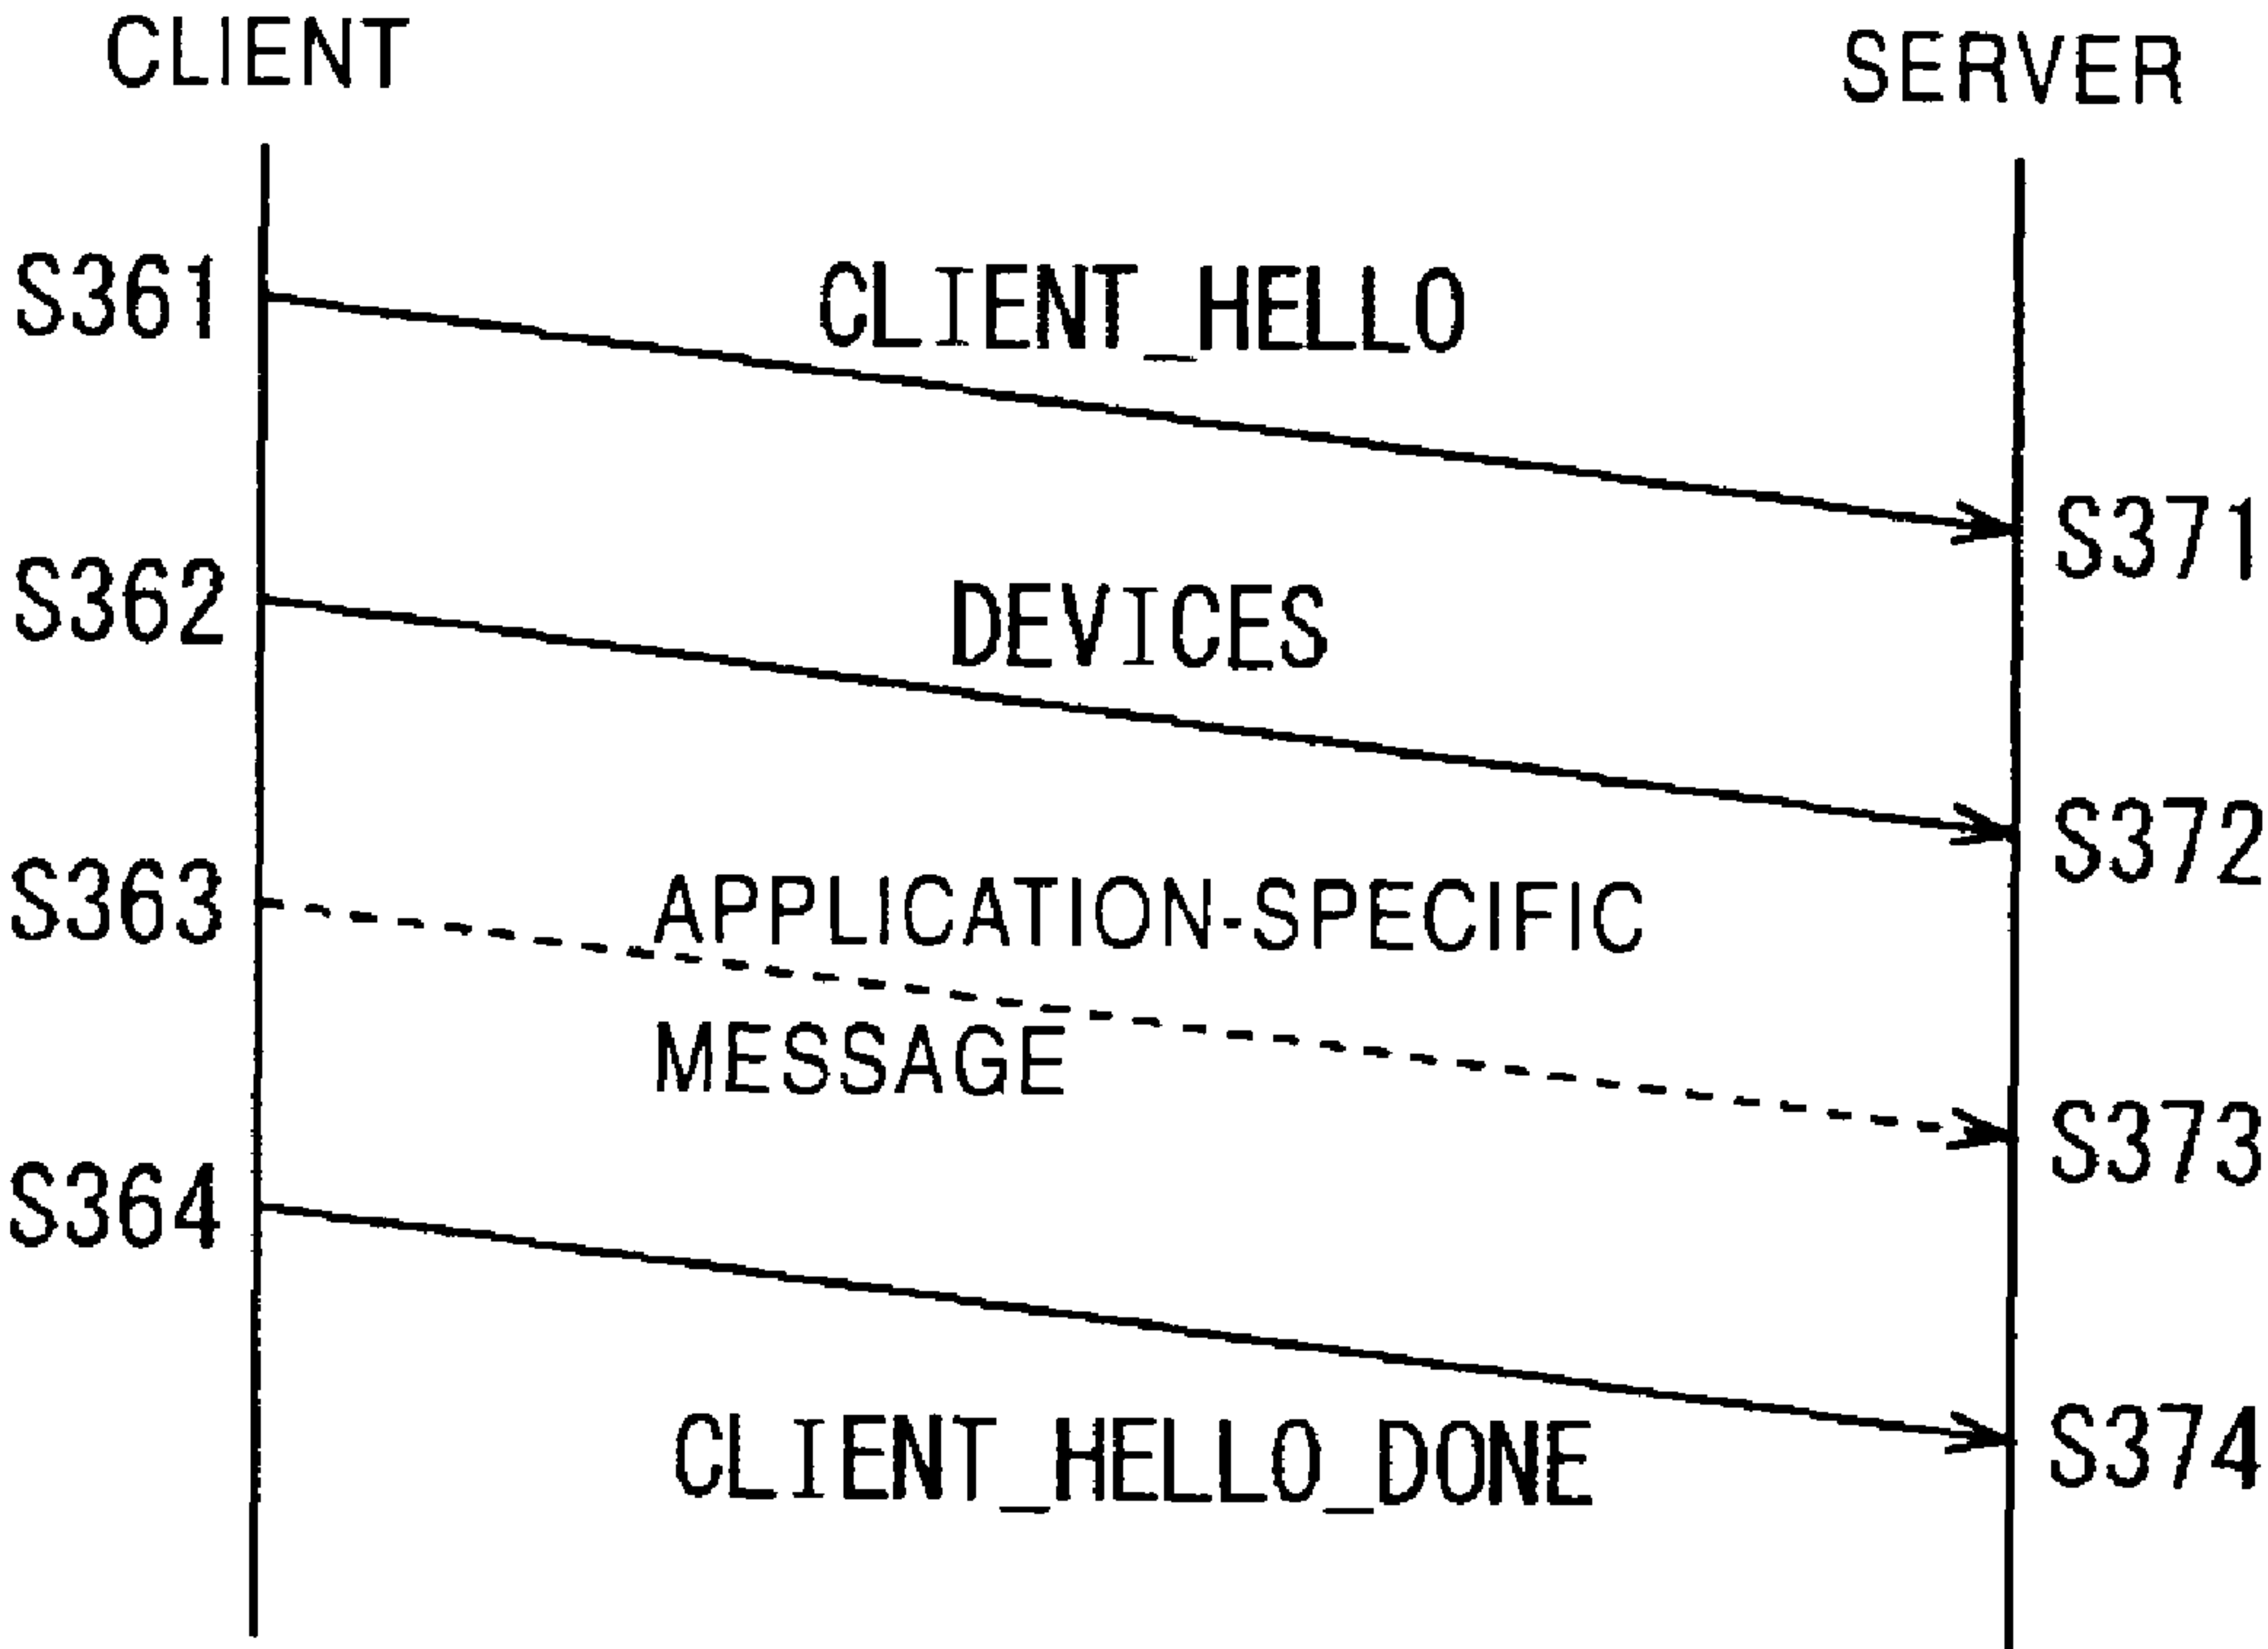 CLIENT
SERVER
S361
CLIENT_HELLO
S371
S362
DEVICES
S372
S363
APPLICATION-SPECIFIC
MESSAGE
S373
S364
CLIENT_HELLO_DONE
S374